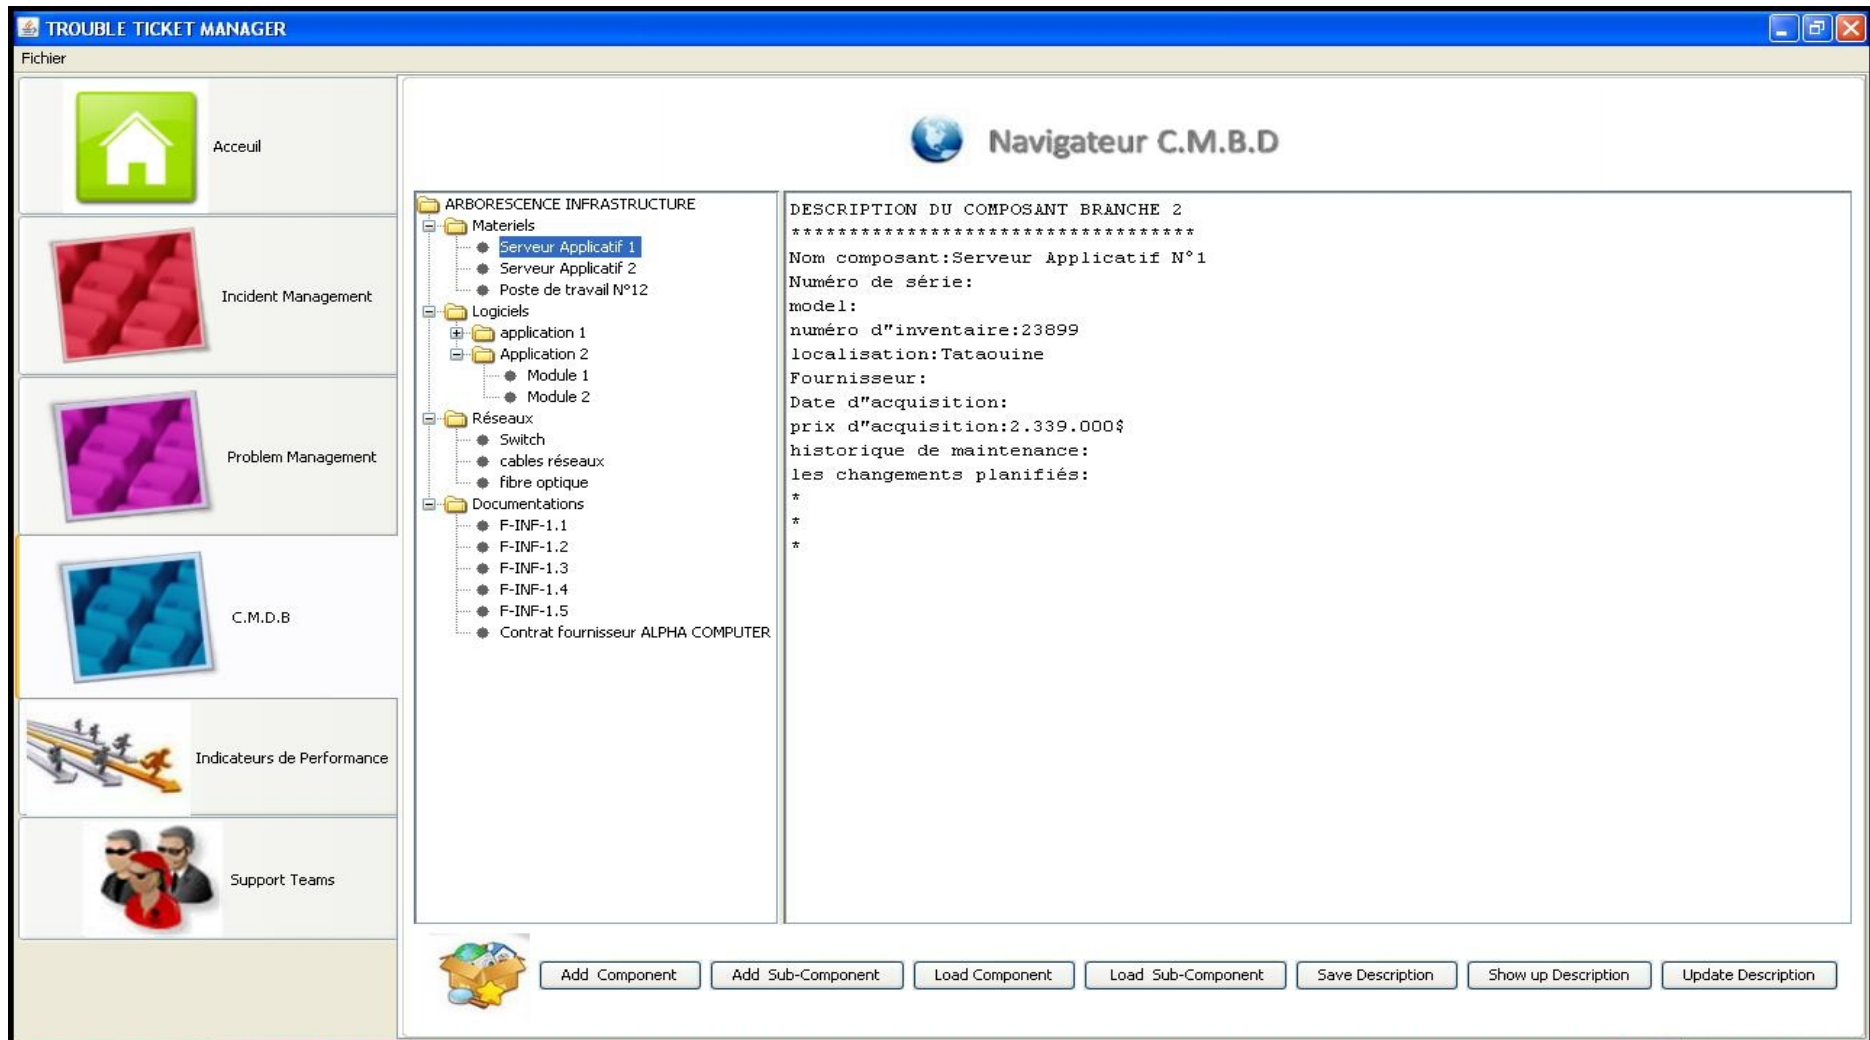 TROUBLE TICKET MANAGER
Fichier
Acceuil
Incident Management
Problem Management
C.M.D.B
Indicateurs de Performance
Support Teams
Navigateur C.M.B.D
ARBORESCENCE INFRASTRUCTURE
Materiels
Serveur Applicatif 1
Serveur Applicatif 2
Poste de travail N°12
Logiciels
application 1
Application 2
Module 1
Module 2
Réseaux
Switch
cables réseaux
fibre optique
Documentations
F-INF-1.1
F-INF-1.2
F-INF-1.3
F-INF-1.4
F-INF-1.5
Contrat fournisseur ALPHA COMPUTER
DESCRIPTION DU COMPOSANT BRANCHE 2
***********************************
Nom composant:Serveur Applicatif N°1
Numéro de série:
model:
numéro d"inventaire:23899
localisation:Tataouine
Fournisseur:
Date d"acquisition:
prix d"acquisition:2.339.000$
historique de maintenance:
les changements planifiés:
*
*
*
Add Component
Add Sub-Component
Load Component
Load Sub-Component
Save Description
Show up Description
Update Description